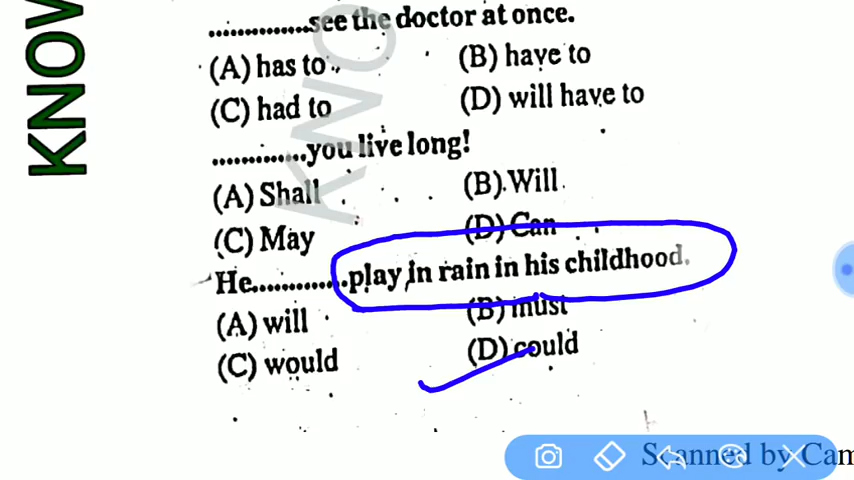 ..............see the doctor at once.
(A) has to (B) have to
(C) had to (D) will have to
.............you live long!
(A) Shall (B) Will
(C) May (D) Can
He.............play in rain in his childhood.
(A) will (B) must
(C) would (D) could
Scanned by Cam
KNOW
KNO